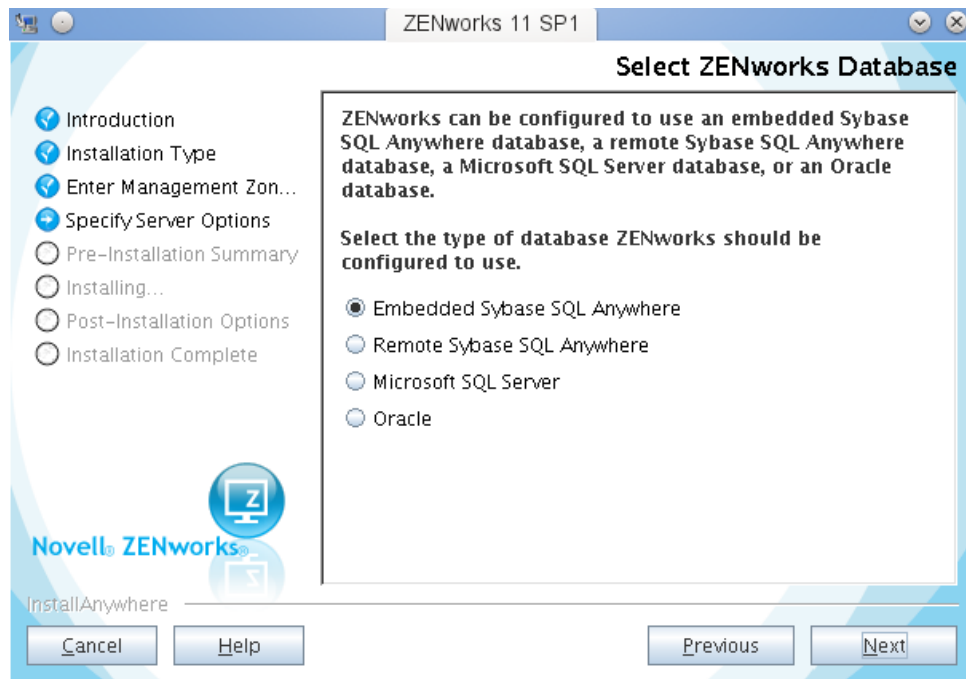 ZENworks 11 SP1
Select ZENworks Database
Introduction
Installation Type
Enter Management Zon...
Specify Server Options
Pre-Installation Summary
Installing...
Post-Installation Options
Installation Complete
ZENworks can be configured to use an embedded Sybase
SQL Anywhere database, a remote Sybase SQL Anywhere
database, a Microsoft SQL Server database, or an Oracle
database.
Select the type of database ZENworks should be
configured to use.
Embedded Sybase SQL Anywhere
Remote Sybase SQL Anywhere
Microsoft SQL Server
Oracle
Z
Novell® ZENworks®
InstallAnywhere
Cancel
Help
Previous
Next